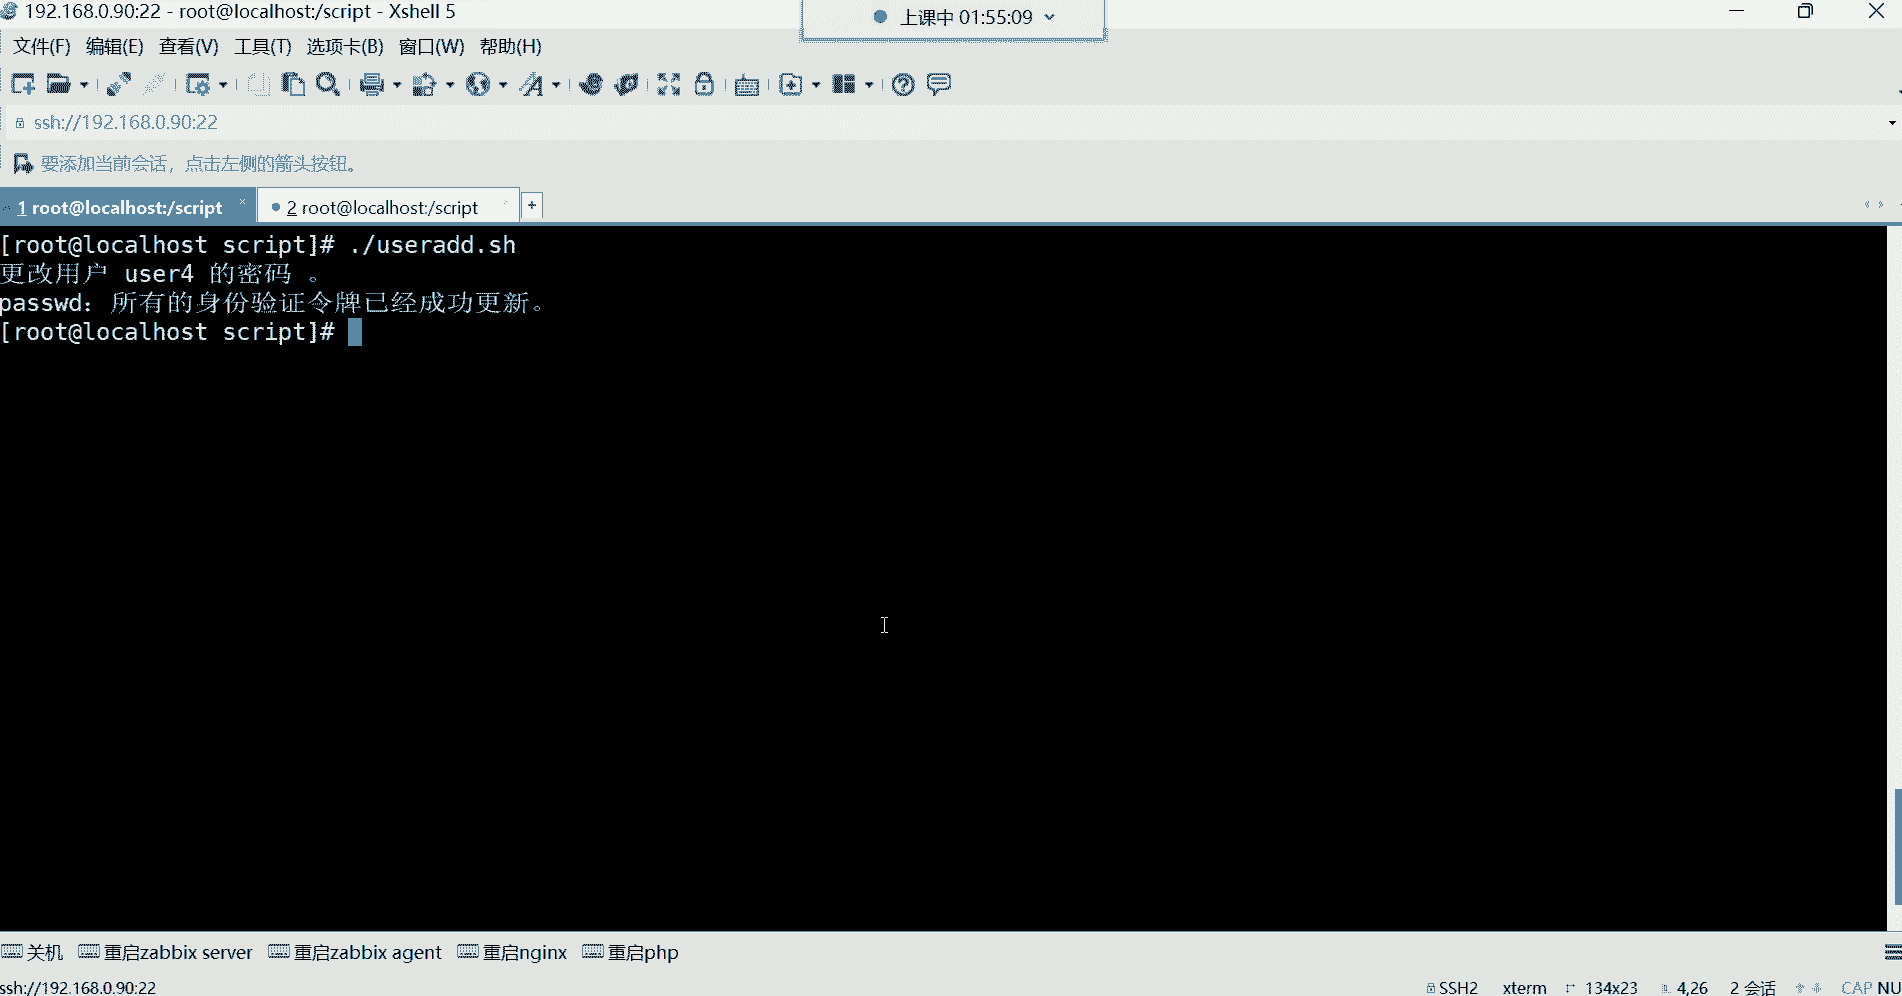 192.168.0.90:22 - root@localhost:/script - Xshell 5
上课中 01:55:09
文件(F) 编辑(E) 查看(V) 工具(T) 选项卡(B) 窗口(W) 帮助(H)
ssh://192.168.0.90:22
要添加当前会话，点击左侧的箭头按钮。
1 root@localhost:/script × 2 root@localhost:/script +
[root@localhost script]# ./useradd.sh
更改用户 user4 的密码 。
passwd：所有的身份验证令牌已经成功更新。
[root@localhost script]#
关机 重启zabbix server 重启zabbix agent 重启nginx 重启php
ssh://192.168.0.90:22 SSH2 xterm 134x23 4,26 2 会话 CAP NU